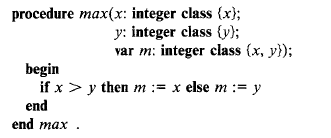 procedure max(x: integer class {x};
y: integer class {y};
var m: integer class {x, y});
begin
if x > y then m := x else m := y
end
end max .